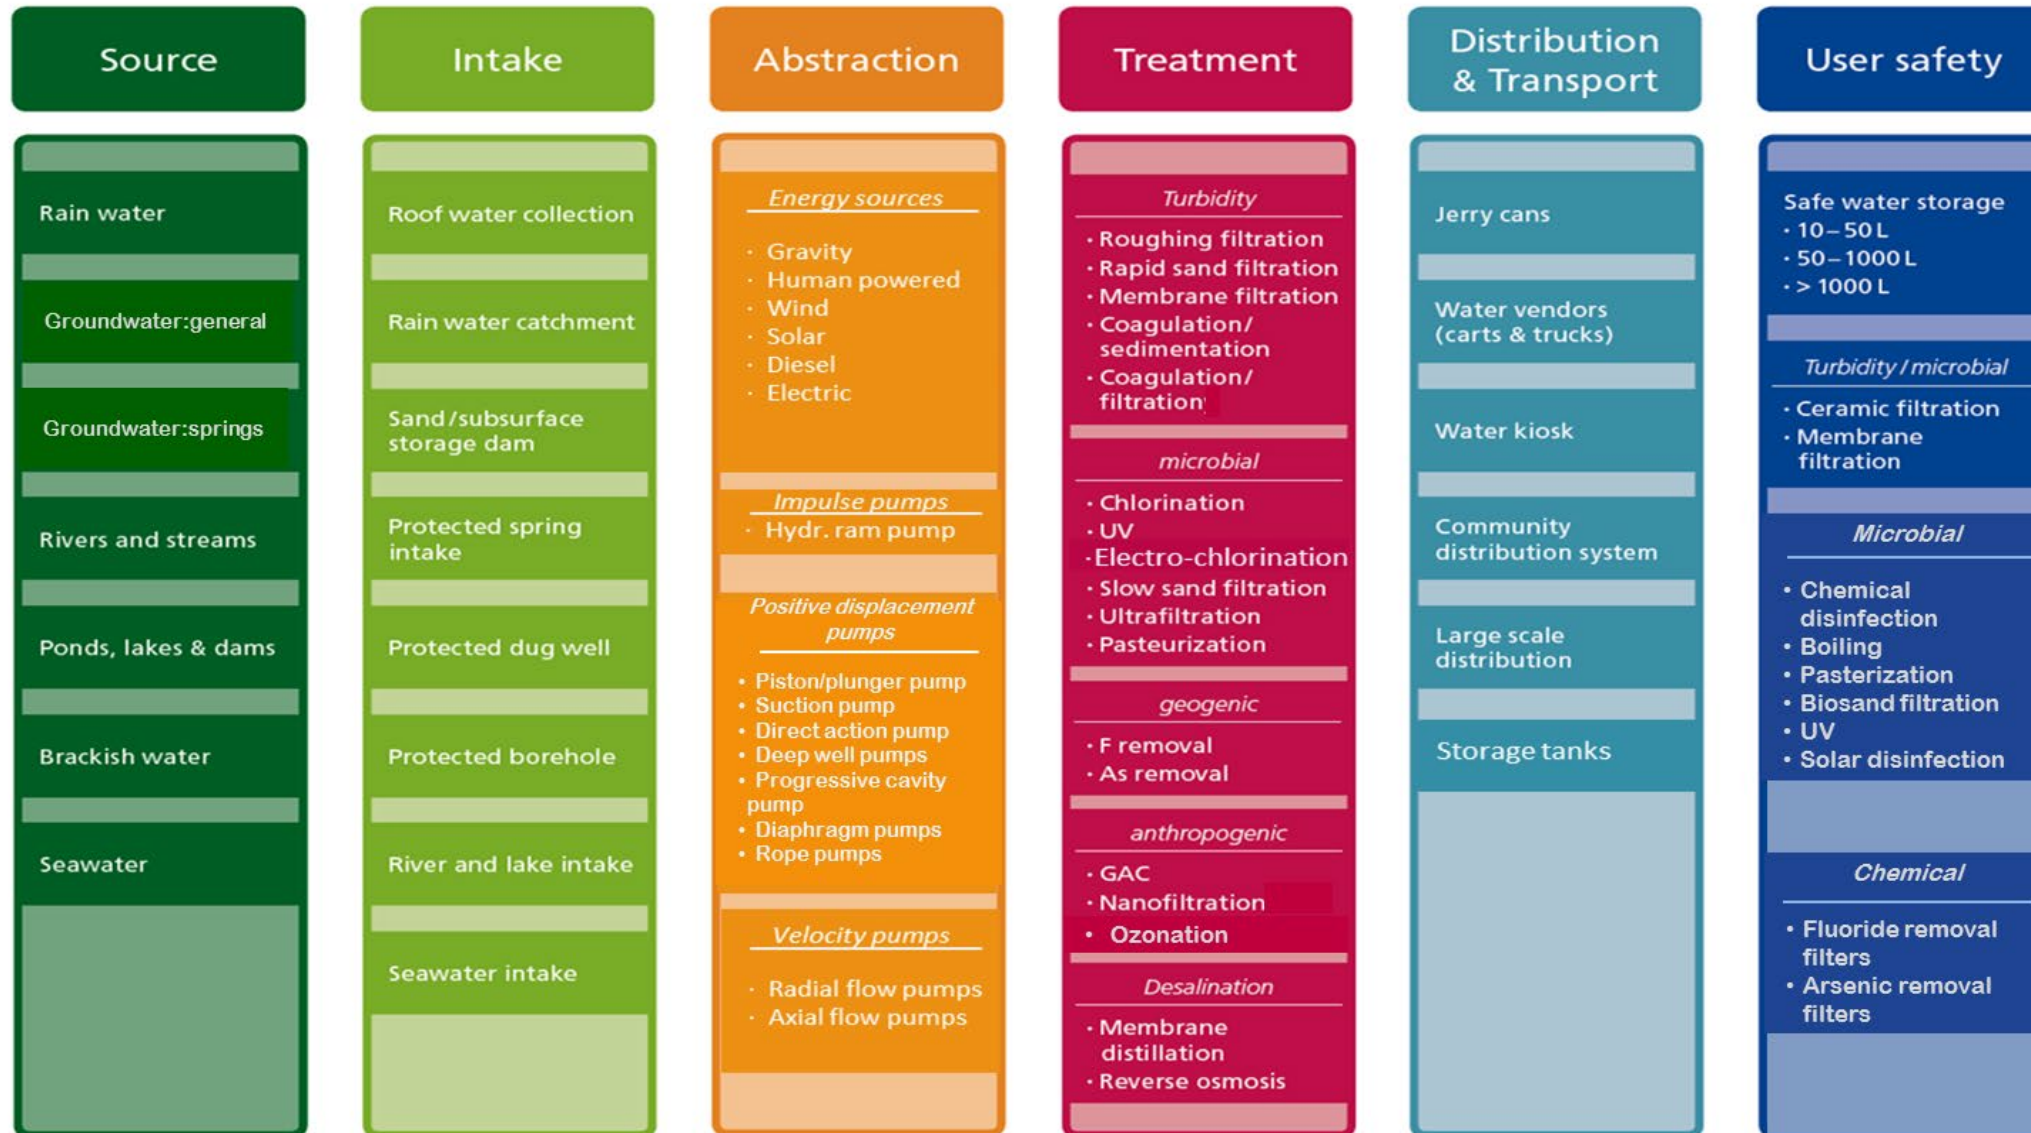 Source
Rain water
Groundwater:general
Groundwater:springs
Rivers and streams
Ponds, lakes & dams
Brackish water
Seawater
Intake
Roof water collection
Rain water catchment
Sand/subsurface
storage dam
Protected spring
intake
Protected dug well
Protected borehole
River and lake intake
Seawater intake
Abstraction
Energy sources
· Gravity
· Human powered
· Wind
· Solar
· Diesel
· Electric
Impulse pumps
· Hydr. ram pump
Positive displacement
pumps
• Piston/plunger pump
• Suction pump
• Direct action pump
• Deep well pumps
• Progressive cavity
pump
• Diaphragm pumps
• Rope pumps
Velocity pumps
· Radial flow pumps
· Axial flow pumps
Treatment
Turbidity
· Roughing filtration
· Rapid sand filtration
· Membrane filtration
· Coagulation/
sedimentation
· Coagulation/
filtration
microbial
· Chlorination
· UV
·Electro-chlorination
· Slow sand filtration
· Ultrafiltration
· Pasteurization
geogenic
· F removal
· As removal
anthropogenic
· GAC
· Nanofiltration
• Ozonation
Desalination
· Membrane
distillation
· Reverse osmosis
Distribution
& Transport
Jerry cans
Water vendors
(carts & trucks)
Water kiosk
Community
distribution system
Large scale
distribution
Storage tanks
User safety
Safe water storage
· 10–50 L
· 50–1000 L
· > 1000 L
Turbidity/microbial
· Ceramic filtration
· Membrane
filtration
Microbial
• Chemical
disinfection
• Boiling
• Pasterization
• Biosand filtration
• UV
• Solar disinfection
Chemical
• Fluoride removal
filters
• Arsenic removal
filters